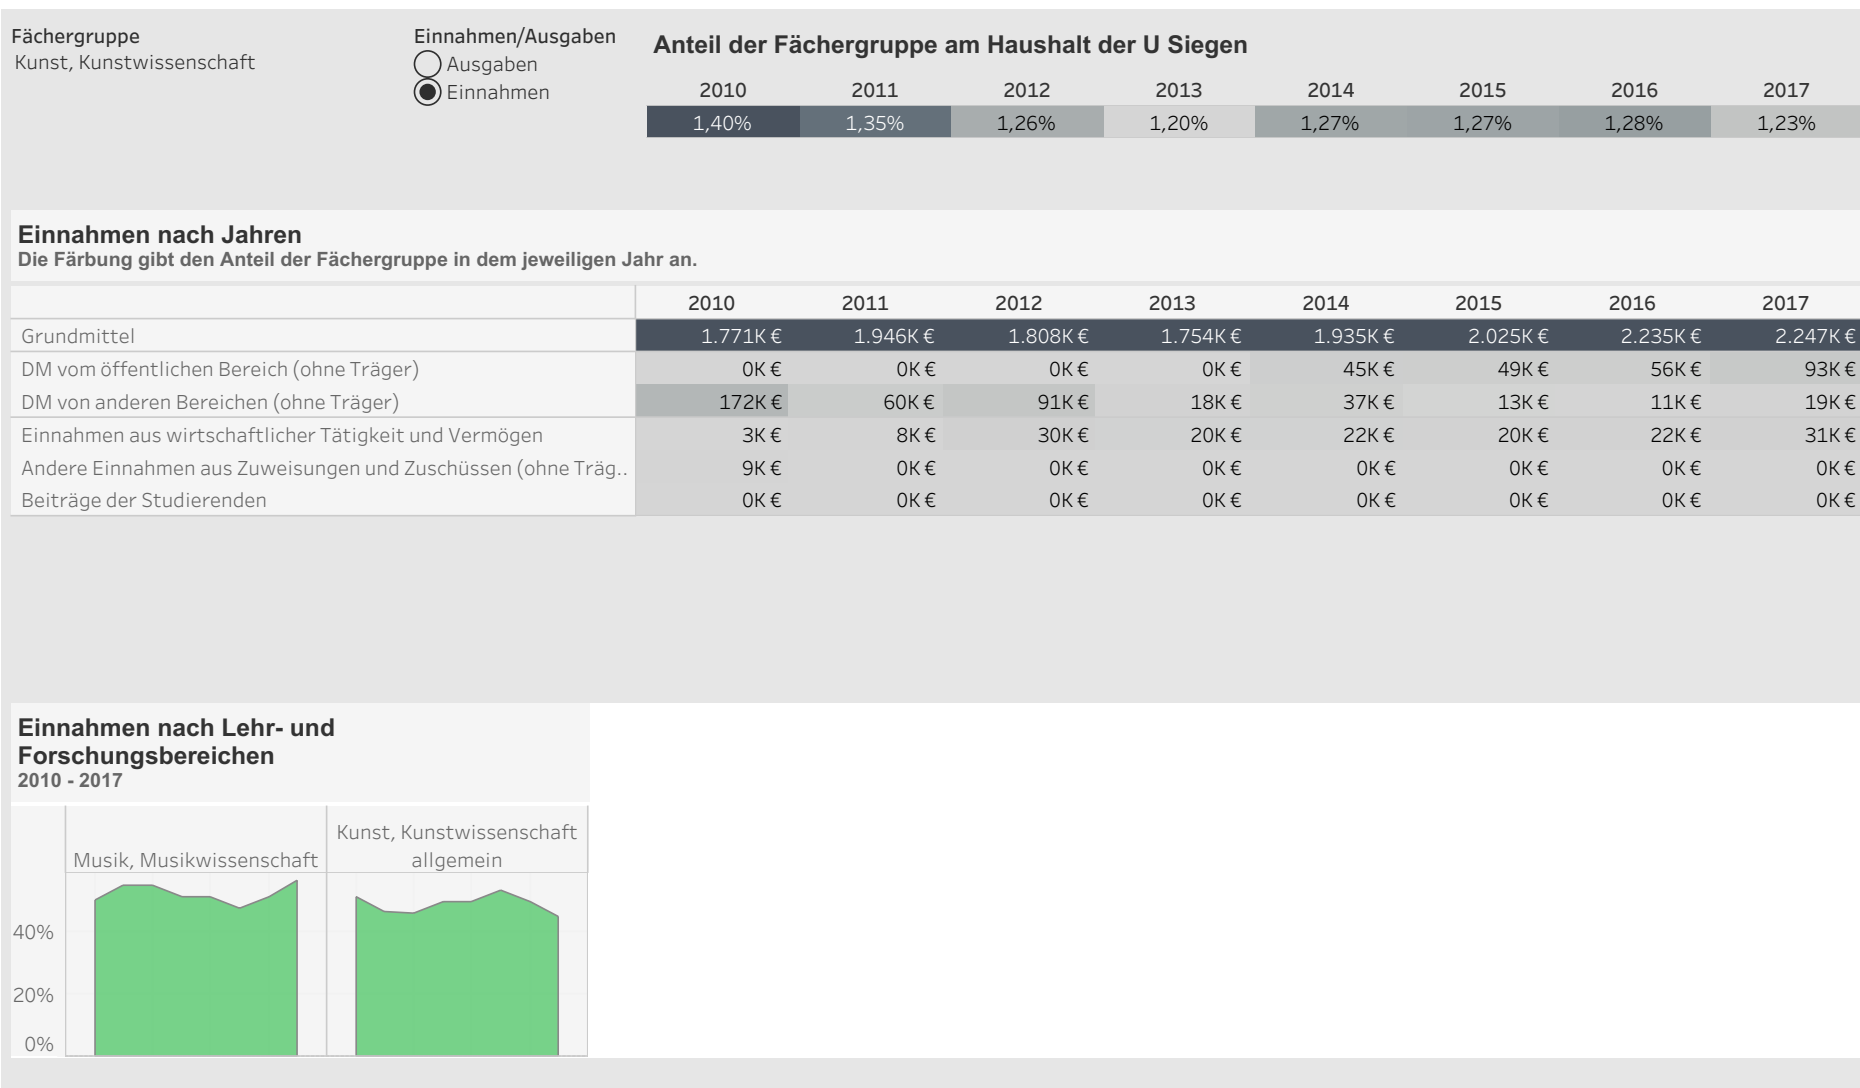 Fächergruppe
Kunst, Kunstwissenschaft
Einnahmen/Ausgaben
Ausgaben
Einnahmen
Anteil der Fächergruppe am Haushalt der U Siegen
2010 2011 2012 2013 2014 2015 2016 2017
1,40% 1,35% 1,26% 1,20% 1,27% 1,27% 1,28% 1,23%
Einnahmen nach Jahren
Die Färbung gibt den Anteil der Fächergruppe in dem jeweiligen Jahr an.
2010 2011 2012 2013 2014 2015 2016 2017
Grundmittel 1.771K € 1.946K € 1.808K € 1.754K € 1.935K € 2.025K € 2.235K € 2.247K €
DM vom öffentlichen Bereich (ohne Träger) 0K € 0K € 0K € 0K € 45K € 49K € 56K € 93K €
DM von anderen Bereichen (ohne Träger) 172K € 60K € 91K € 18K € 37K € 13K € 11K € 19K €
Einnahmen aus wirtschaftlicher Tätigkeit und Vermögen 3K € 8K € 30K € 20K € 22K € 20K € 22K € 31K €
Andere Einnahmen aus Zuweisungen und Zuschüssen (ohne Träg.. 9K € 0K € 0K € 0K € 0K € 0K € 0K € 0K €
Beiträge der Studierenden 0K € 0K € 0K € 0K € 0K € 0K € 0K € 0K €
Einnahmen nach Lehr- und
Forschungsbereichen
2010 - 2017
Musik, Musikwissenschaft
Kunst, Kunstwissenschaft
allgemein
40%
20%
0%